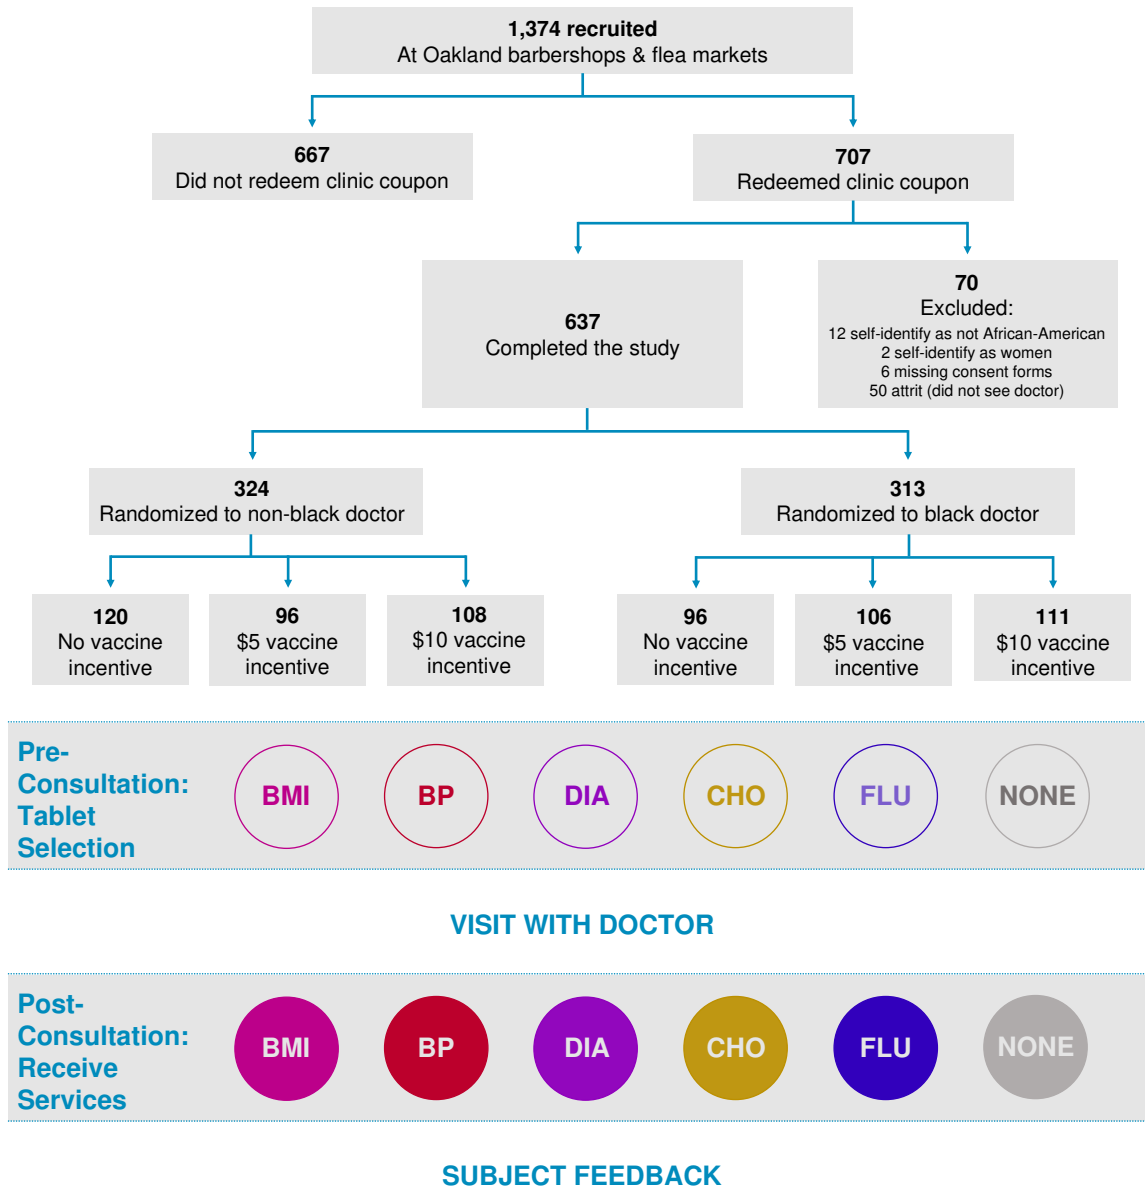 1,374 recruited
At Oakland barbershops & flea markets
667
Did not redeem clinic coupon
707
Redeemed clinic coupon
637
Completed the study
70
Excluded:
12 self-identify as not African-American
2 self-identify as women
6 missing consent forms
50 attrit (did not see doctor)
324
Randomized to non-black doctor
313
Randomized to black doctor
120
No vaccine
incentive
96
$5 vaccine
incentive
108
$10 vaccine
incentive
96
No vaccine
incentive
106
$5 vaccine
incentive
111
$10 vaccine
incentive
Pre-
Consultation:
Tablet
Selection
BMI
BP
DIA
CHO
FLU
NONE
VISIT WITH DOCTOR
Post-
Consultation:
Receive
Services
BMI
BP
DIA
CHO
FLU
NONE
SUBJECT FEEDBACK